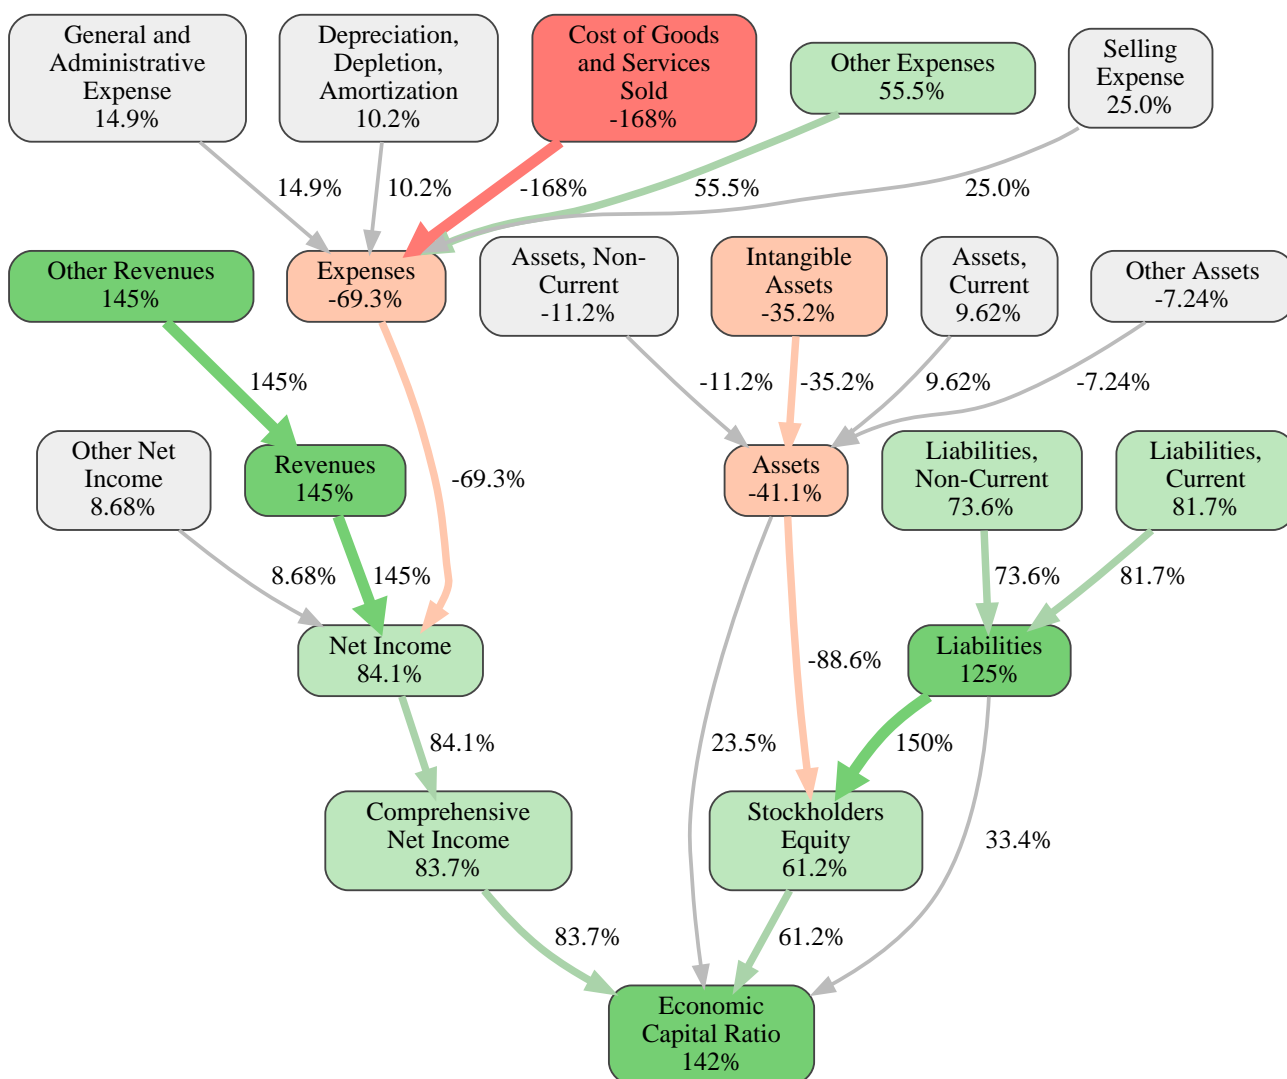 General and
Administrative
Expense
14.9%
Depreciation,
Depletion,
Amortization
10.2%
Cost of Goods
and Services
Sold
-168%
Other Expenses
55.5%
Selling
Expense
25.0%
14.9%
10.2%
-168%
55.5%
25.0%
Other Revenues
145%
Expenses
-69.3%
Assets, Non-
Current
-11.2%
Intangible
Assets
-35.2%
Assets,
Current
9.62%
Other Assets
-7.24%
145%
-11.2%
-35.2%
9.62%
-7.24%
Other Net
Income
8.68%
Revenues
145%
-69.3%
Assets
-41.1%
Liabilities,
Non-Current
73.6%
Liabilities,
Current
81.7%
8.68%
145%
73.6%
81.7%
Net Income
84.1%
-88.6%
Liabilities
125%
84.1%
23.5%
150%
Comprehensive
Net Income
83.7%
Stockholders
Equity
61.2%
33.4%
83.7%
61.2%
Economic
Capital Ratio
142%